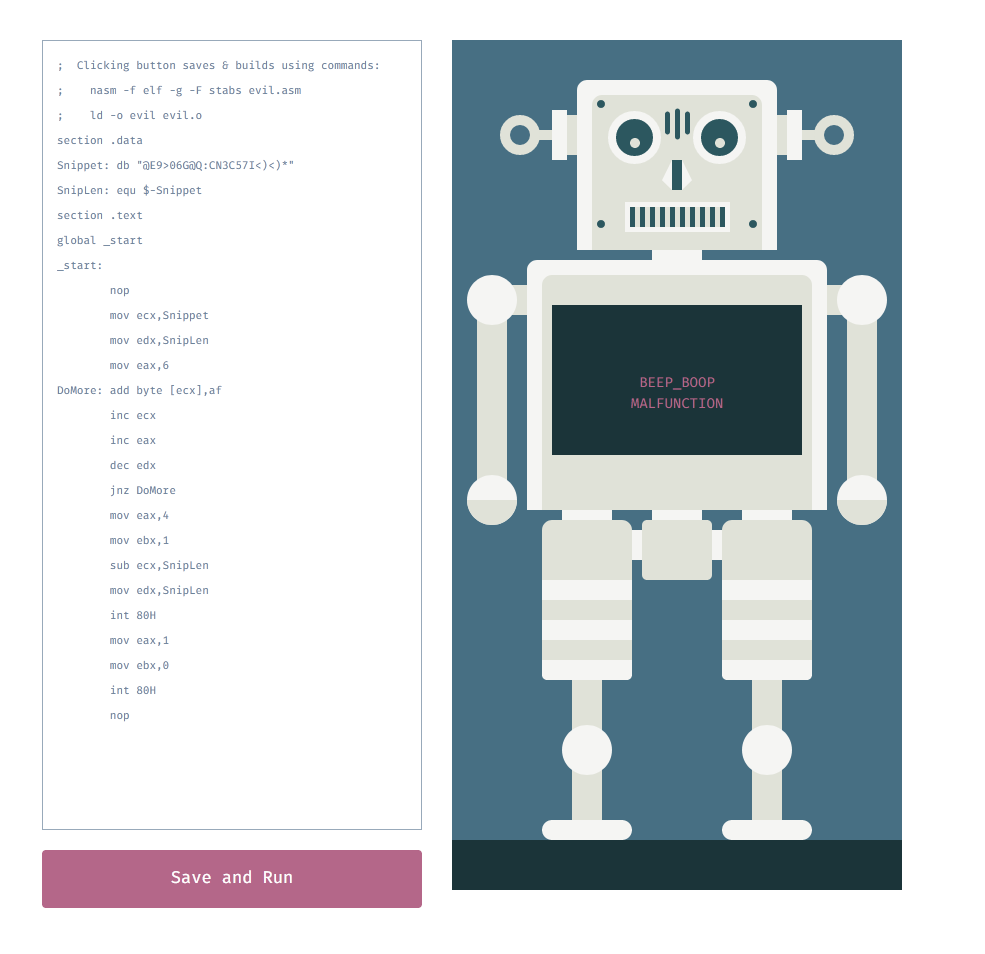 ;  Clicking button saves & builds using commands:
;    nasm -f elf -g -F stabs evil.asm
;    ld -o evil evil.o
section .data
Snippet: db "@E9>06G@Q:CN3C57I<)<)*"
SnipLen: equ $-Snippet
section .text
global _start
_start:
        nop
        mov ecx,Snippet
        mov edx,SnipLen
        mov eax,6
DoMore: add byte [ecx],af
        inc ecx
        inc eax
        dec edx
        jnz DoMore
        mov eax,4
        mov ebx,1
        sub ecx,SnipLen
        mov edx,SnipLen
        int 80H
        mov eax,1
        mov ebx,0
        int 80H
        nop
Save and Run
BEEP_BOOP
MALFUNCTION